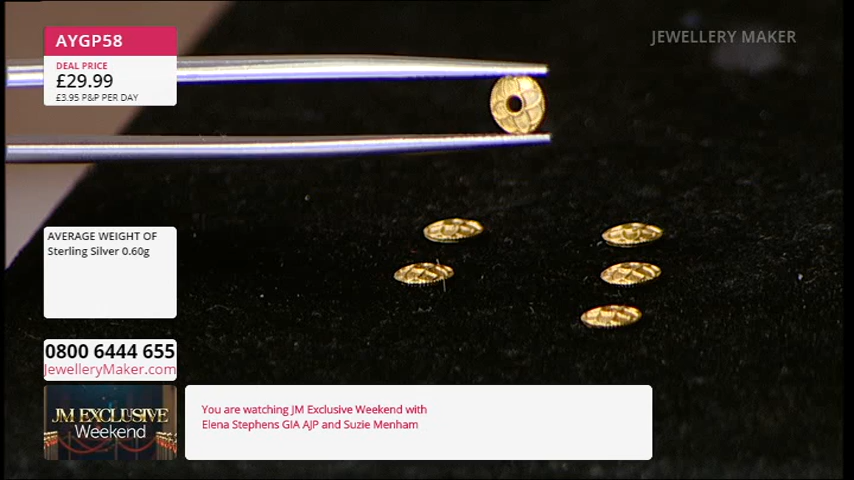 AYGP58
DEAL PRICE
£29.99
£3.95 P&P PER DAY
JEWELLERY MAKER
AVERAGE WEIGHT OF
Sterling Silver 0.60g
0800 6444 655
JewelleryMaker.com
JM EXCLUSIVE
Weekend
You are watching JM Exclusive Weekend with
Elena Stephens GIA AJP and Suzie Menham